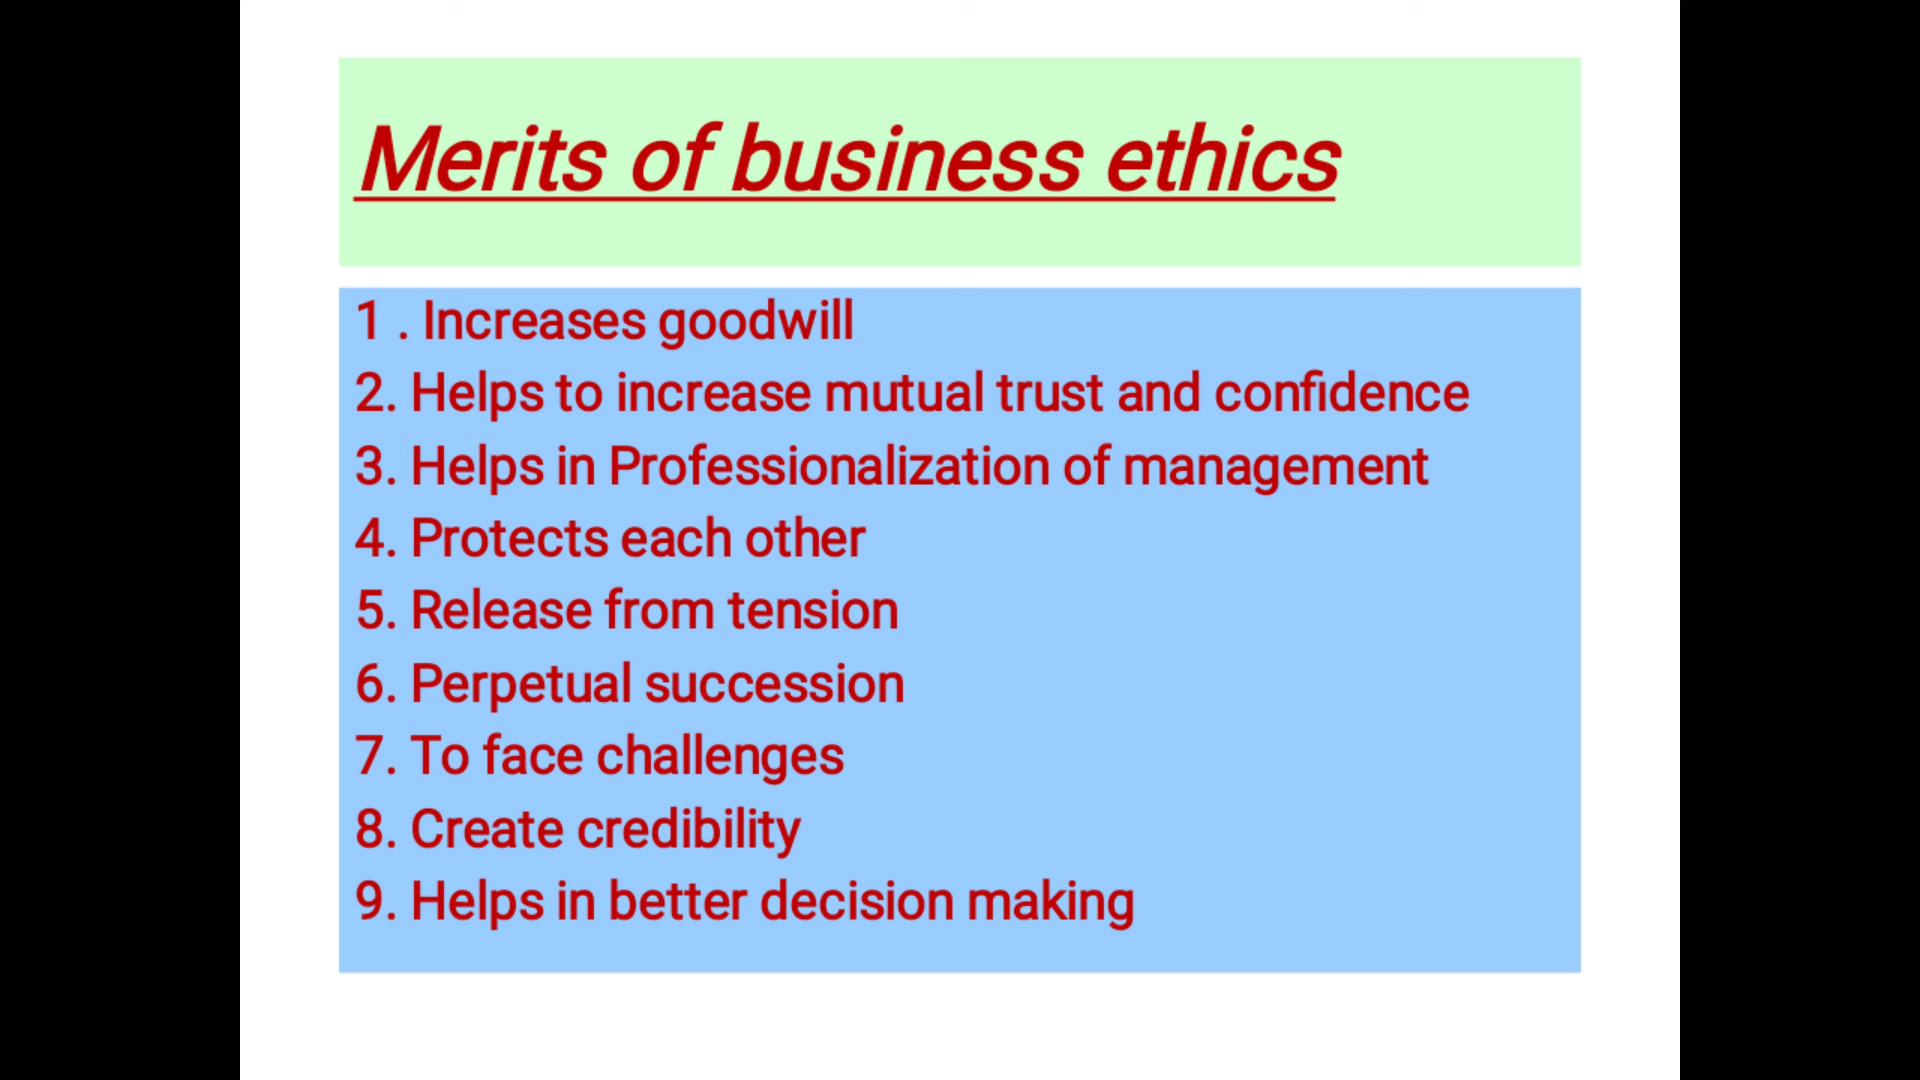 Merits of business ethics
1 . Increases goodwill
2. Helps to increase mutual trust and confidence
3. Helps in Professionalization of management
4. Protects each other
5. Release from tension
6. Perpetual succession
7. To face challenges
8. Create credibility
9. Helps in better decision making